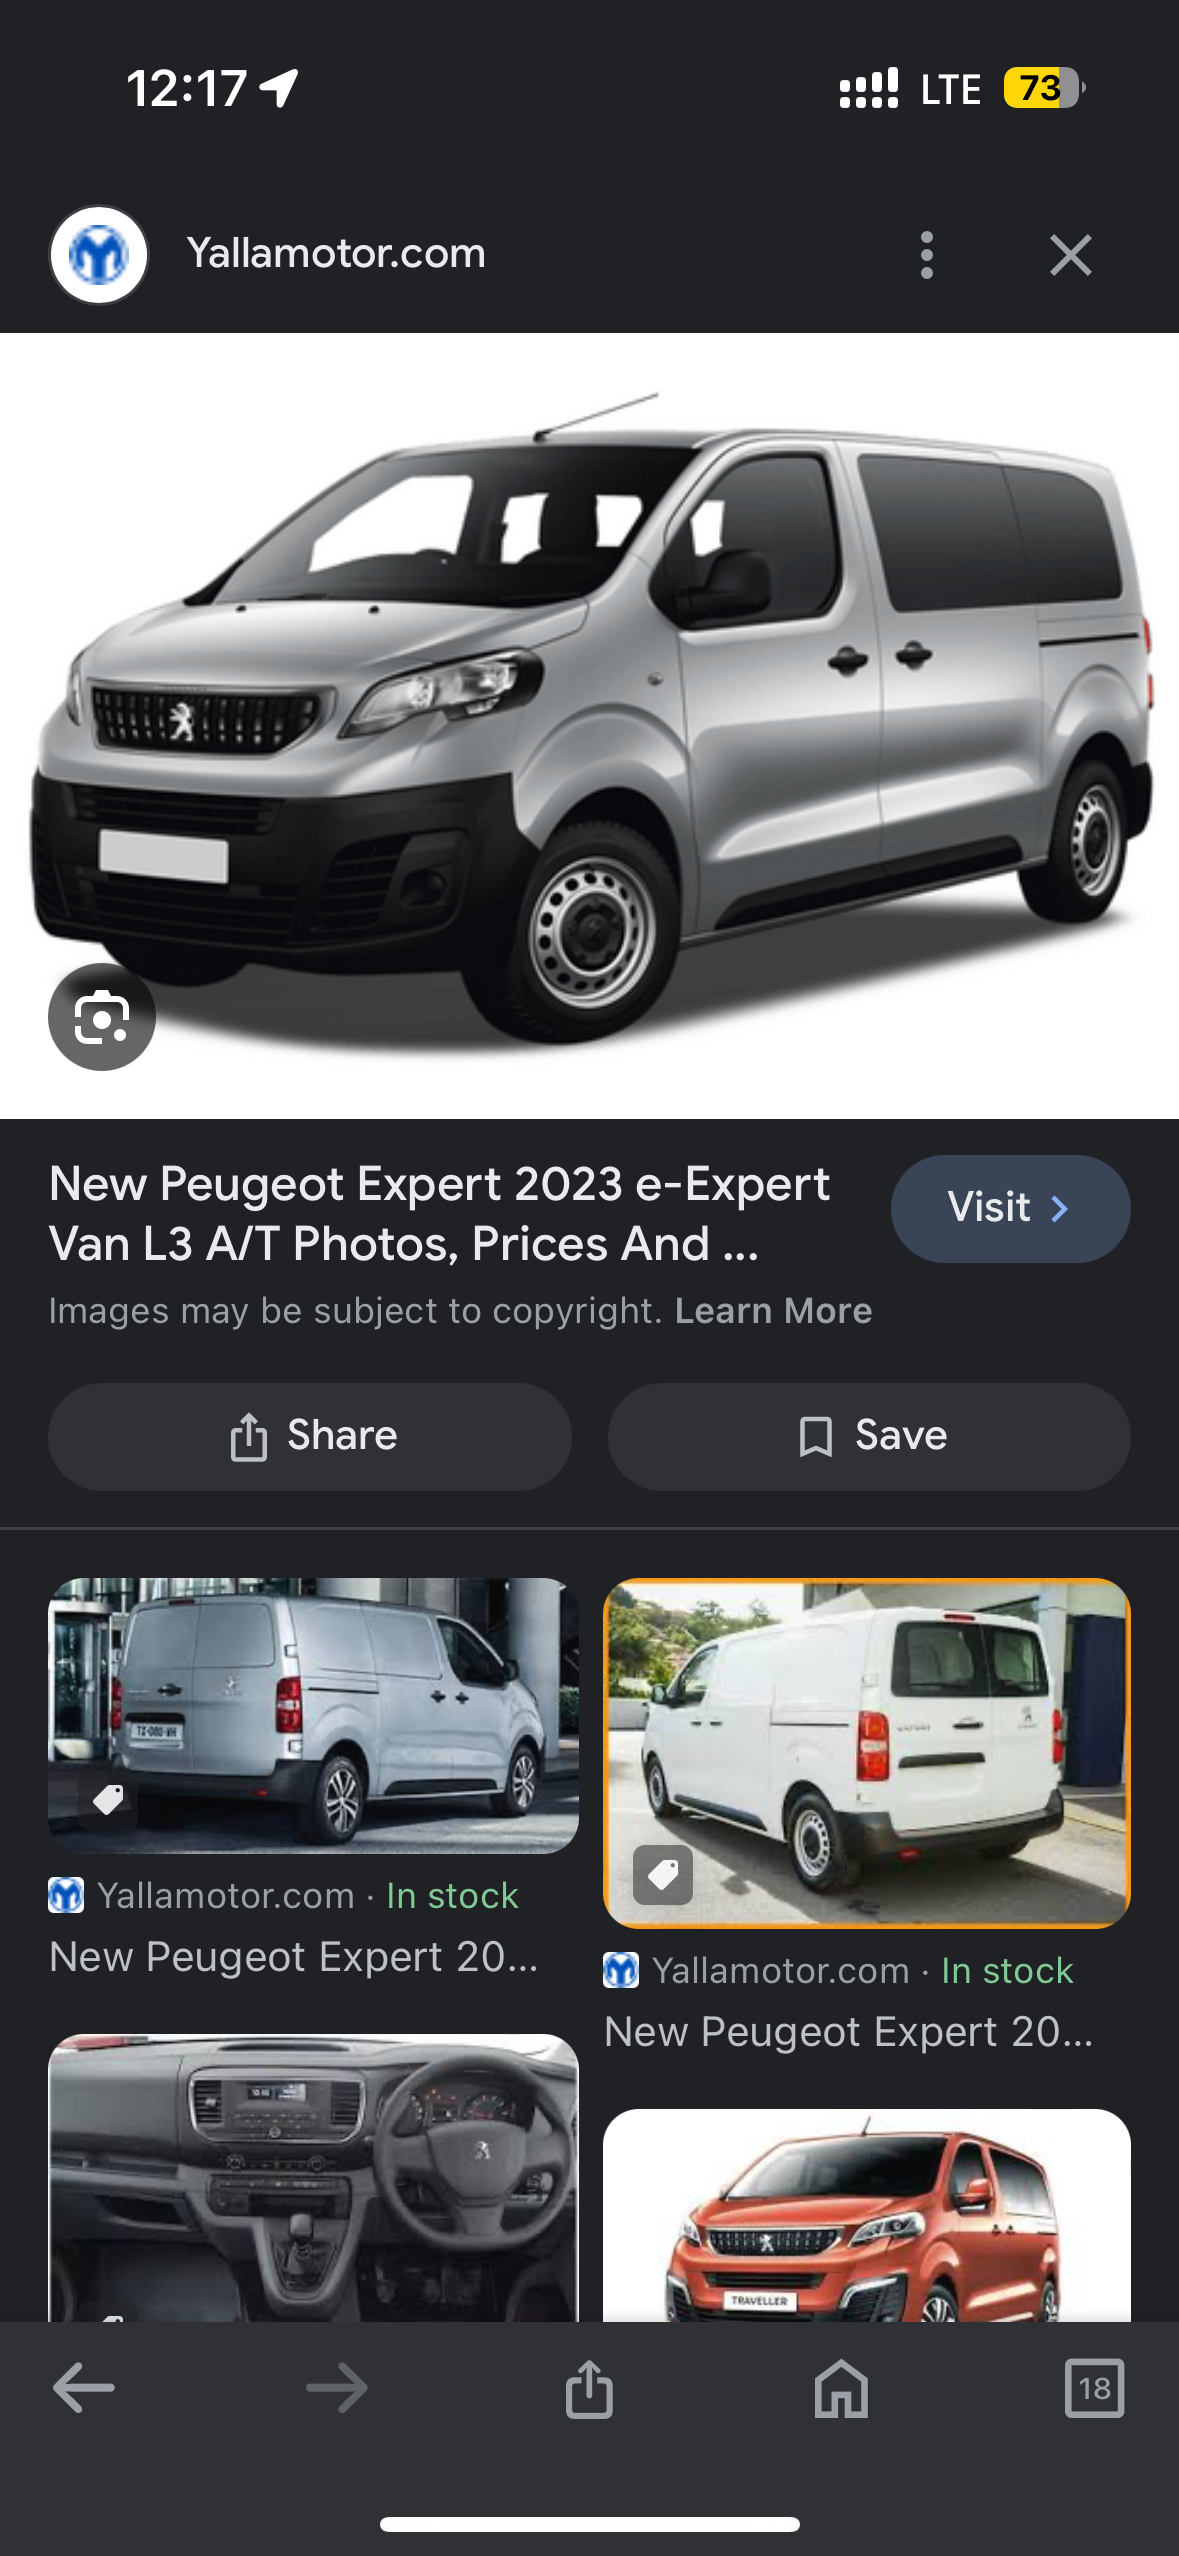 12:17
LTE
73
Yallamotor.com
New Peugeot Expert 2023 e-Expert
Van L3 A/T Photos, Prices And ...
Visit
Images may be subject to copyright. Learn More
Share
Save
Yallamotor.com · In stock
New Peugeot Expert 20...
Yallamotor.com · In stock
New Peugeot Expert 20...
TRAVELLER
18